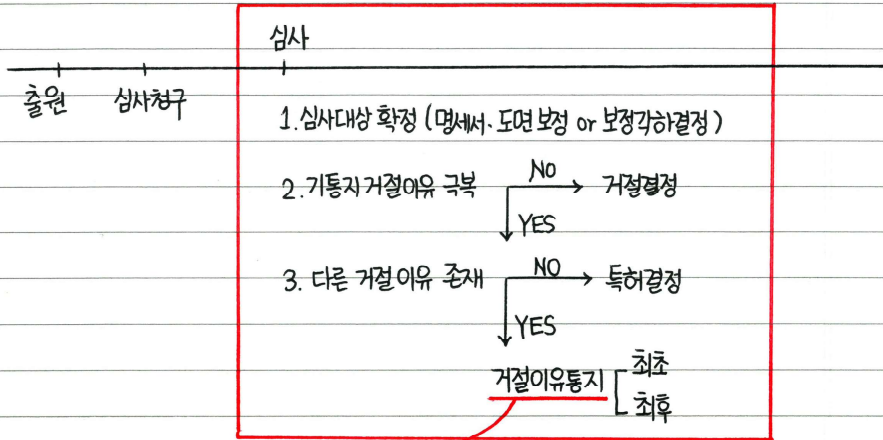 심사
출원 심사청구
1. 심사대상 확정 (명세서·도면 보정 or 보정각하결정)
2. 기통지 거절이유 극복 NO 거절결정
YES
3. 다른 거절이유 존재 NO 특허결정
YES
거절이유통지 최초
최후